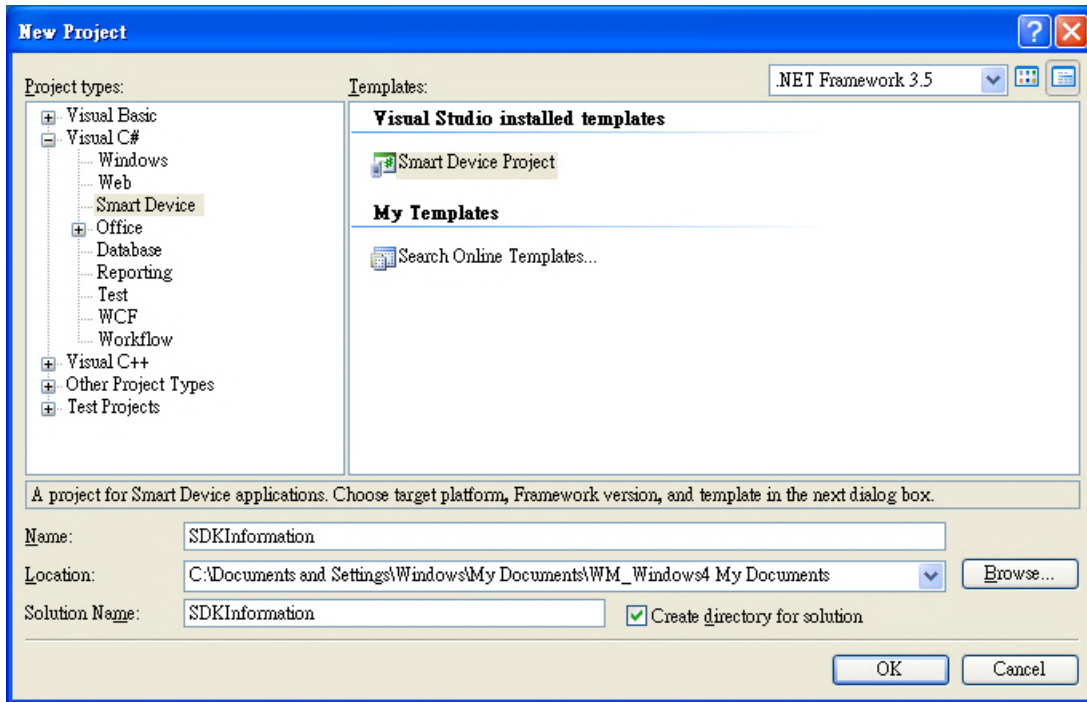 New Project
Project types:
Templates:
.NET Framework 3.5
Visual Basic
Visual C#
Windows
Web
Smart Device
Office
Database
Reporting
Test
WCF
Workflow
Visual C++
Other Project Types
Test Projects
Visual Studio installed templates
Smart Device Project
My Templates
Search Online Templates...
A project for Smart Device applications. Choose target platform, Framework version, and template in the next dialog box.
Name:
SDKInformation
Location:
C:\Documents and Settings\Windows\My Documents\WM_Windows4 My Documents
Browse...
Solution Name:
SDKInformation
Create directory for solution
OK
Cancel